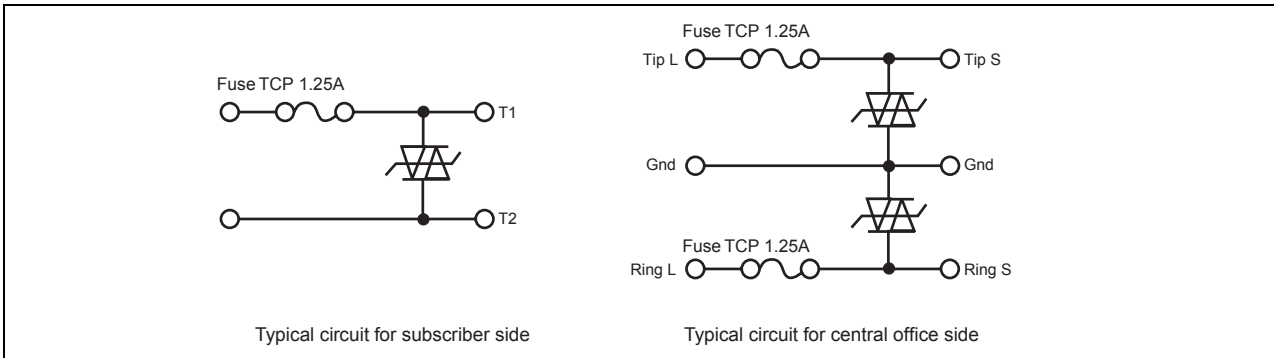 Fuse TCP 1.25A
T1
T2
Typical circuit for subscriber side
Fuse TCP 1.25A
Tip L
Tip S
Gnd
Gnd
Fuse TCP 1.25A
Ring L
Ring S
Typical circuit for central office side